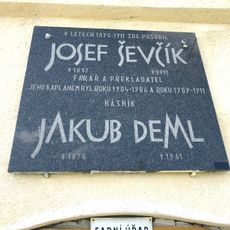 V LETECH 1876-1911 ZDE PŮSOBIL
JOSEF ŠEVČÍK
*1857 †1911
FARÁŘ A PŘEKLADATEL
JEHO KAPLANEM BYL ROKU 1904-1906 A ROKU 1909-1911
BÁSNÍK
JAKUB DEML
*1878 †1961
FARNÍ ÚŘAD